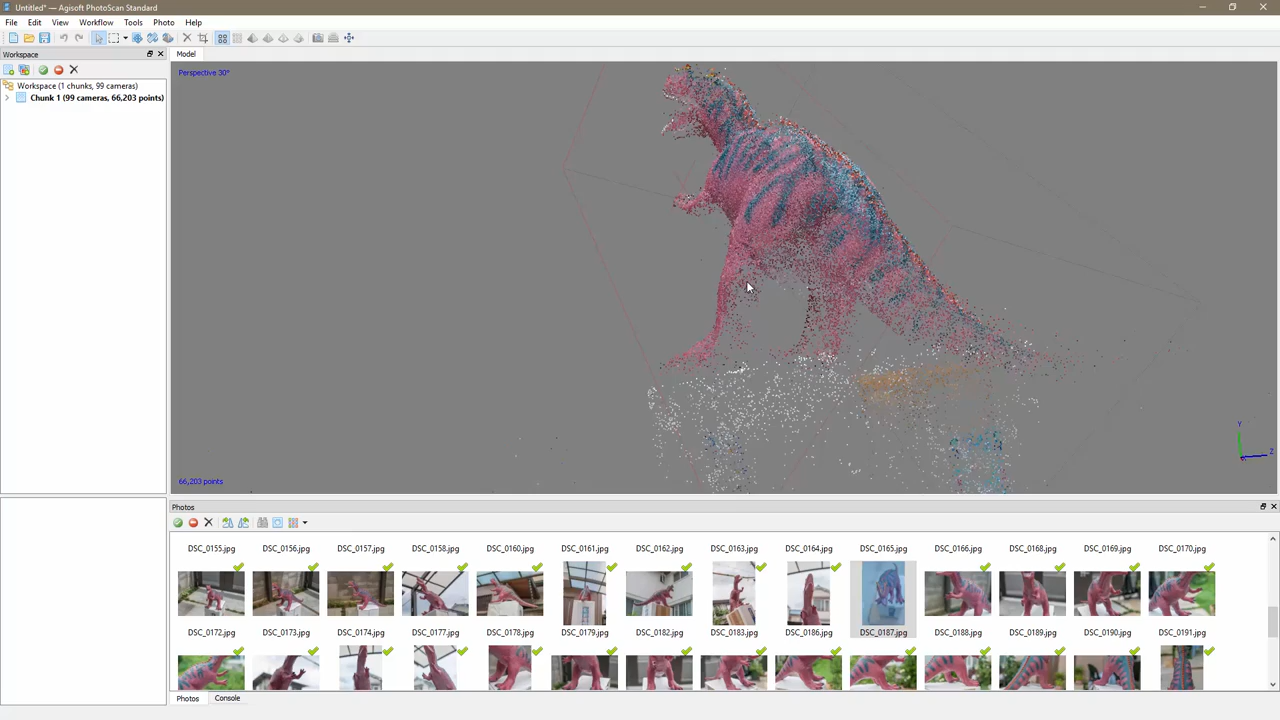 Untitled* — Agisoft PhotoScan Standard
File Edit View Workflow Tools Photo Help
Workspace
Model
Workspace (1 chunks, 99 cameras)
Chunk 1 (99 cameras, 66,203 points)
Perspective 30°
Y
Z
66,203 points
Photos
DSC_0155.jpg DSC_0156.jpg DSC_0157.jpg DSC_0158.jpg DSC_0160.jpg DSC_0161.jpg DSC_0162.jpg DSC_0163.jpg DSC_0164.jpg DSC_0165.jpg DSC_0166.jpg DSC_0168.jpg DSC_0169.jpg DSC_0170.jpg
DSC_0172.jpg DSC_0173.jpg DSC_0174.jpg DSC_0177.jpg DSC_0178.jpg DSC_0179.jpg DSC_0182.jpg DSC_0183.jpg DSC_0186.jpg DSC_0187.jpg DSC_0188.jpg DSC_0189.jpg DSC_0190.jpg DSC_0191.jpg
Photos Console